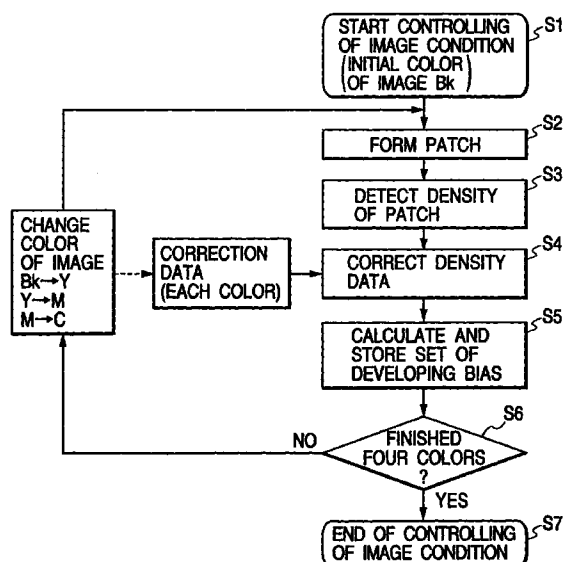 START CONTROLLING
OF IMAGE CONDITION
(INITIAL COLOR)
OF IMAGE Bk
S1
FORM PATCH
S2
DETECT DENSITY
OF PATCH
S3
CORRECT DENSITY
DATA
S4
CORRECTION
DATA
(EACH COLOR)
CHANGE
COLOR
OF IMAGE
Bk→Y
Y→M
M→C
CALCULATE AND
STORE SET OF
DEVELOPING BIAS
S5
FINISHED
FOUR COLORS
?
S6
NO
YES
END OF CONTROLLING
OF IMAGE CONDITION
S7